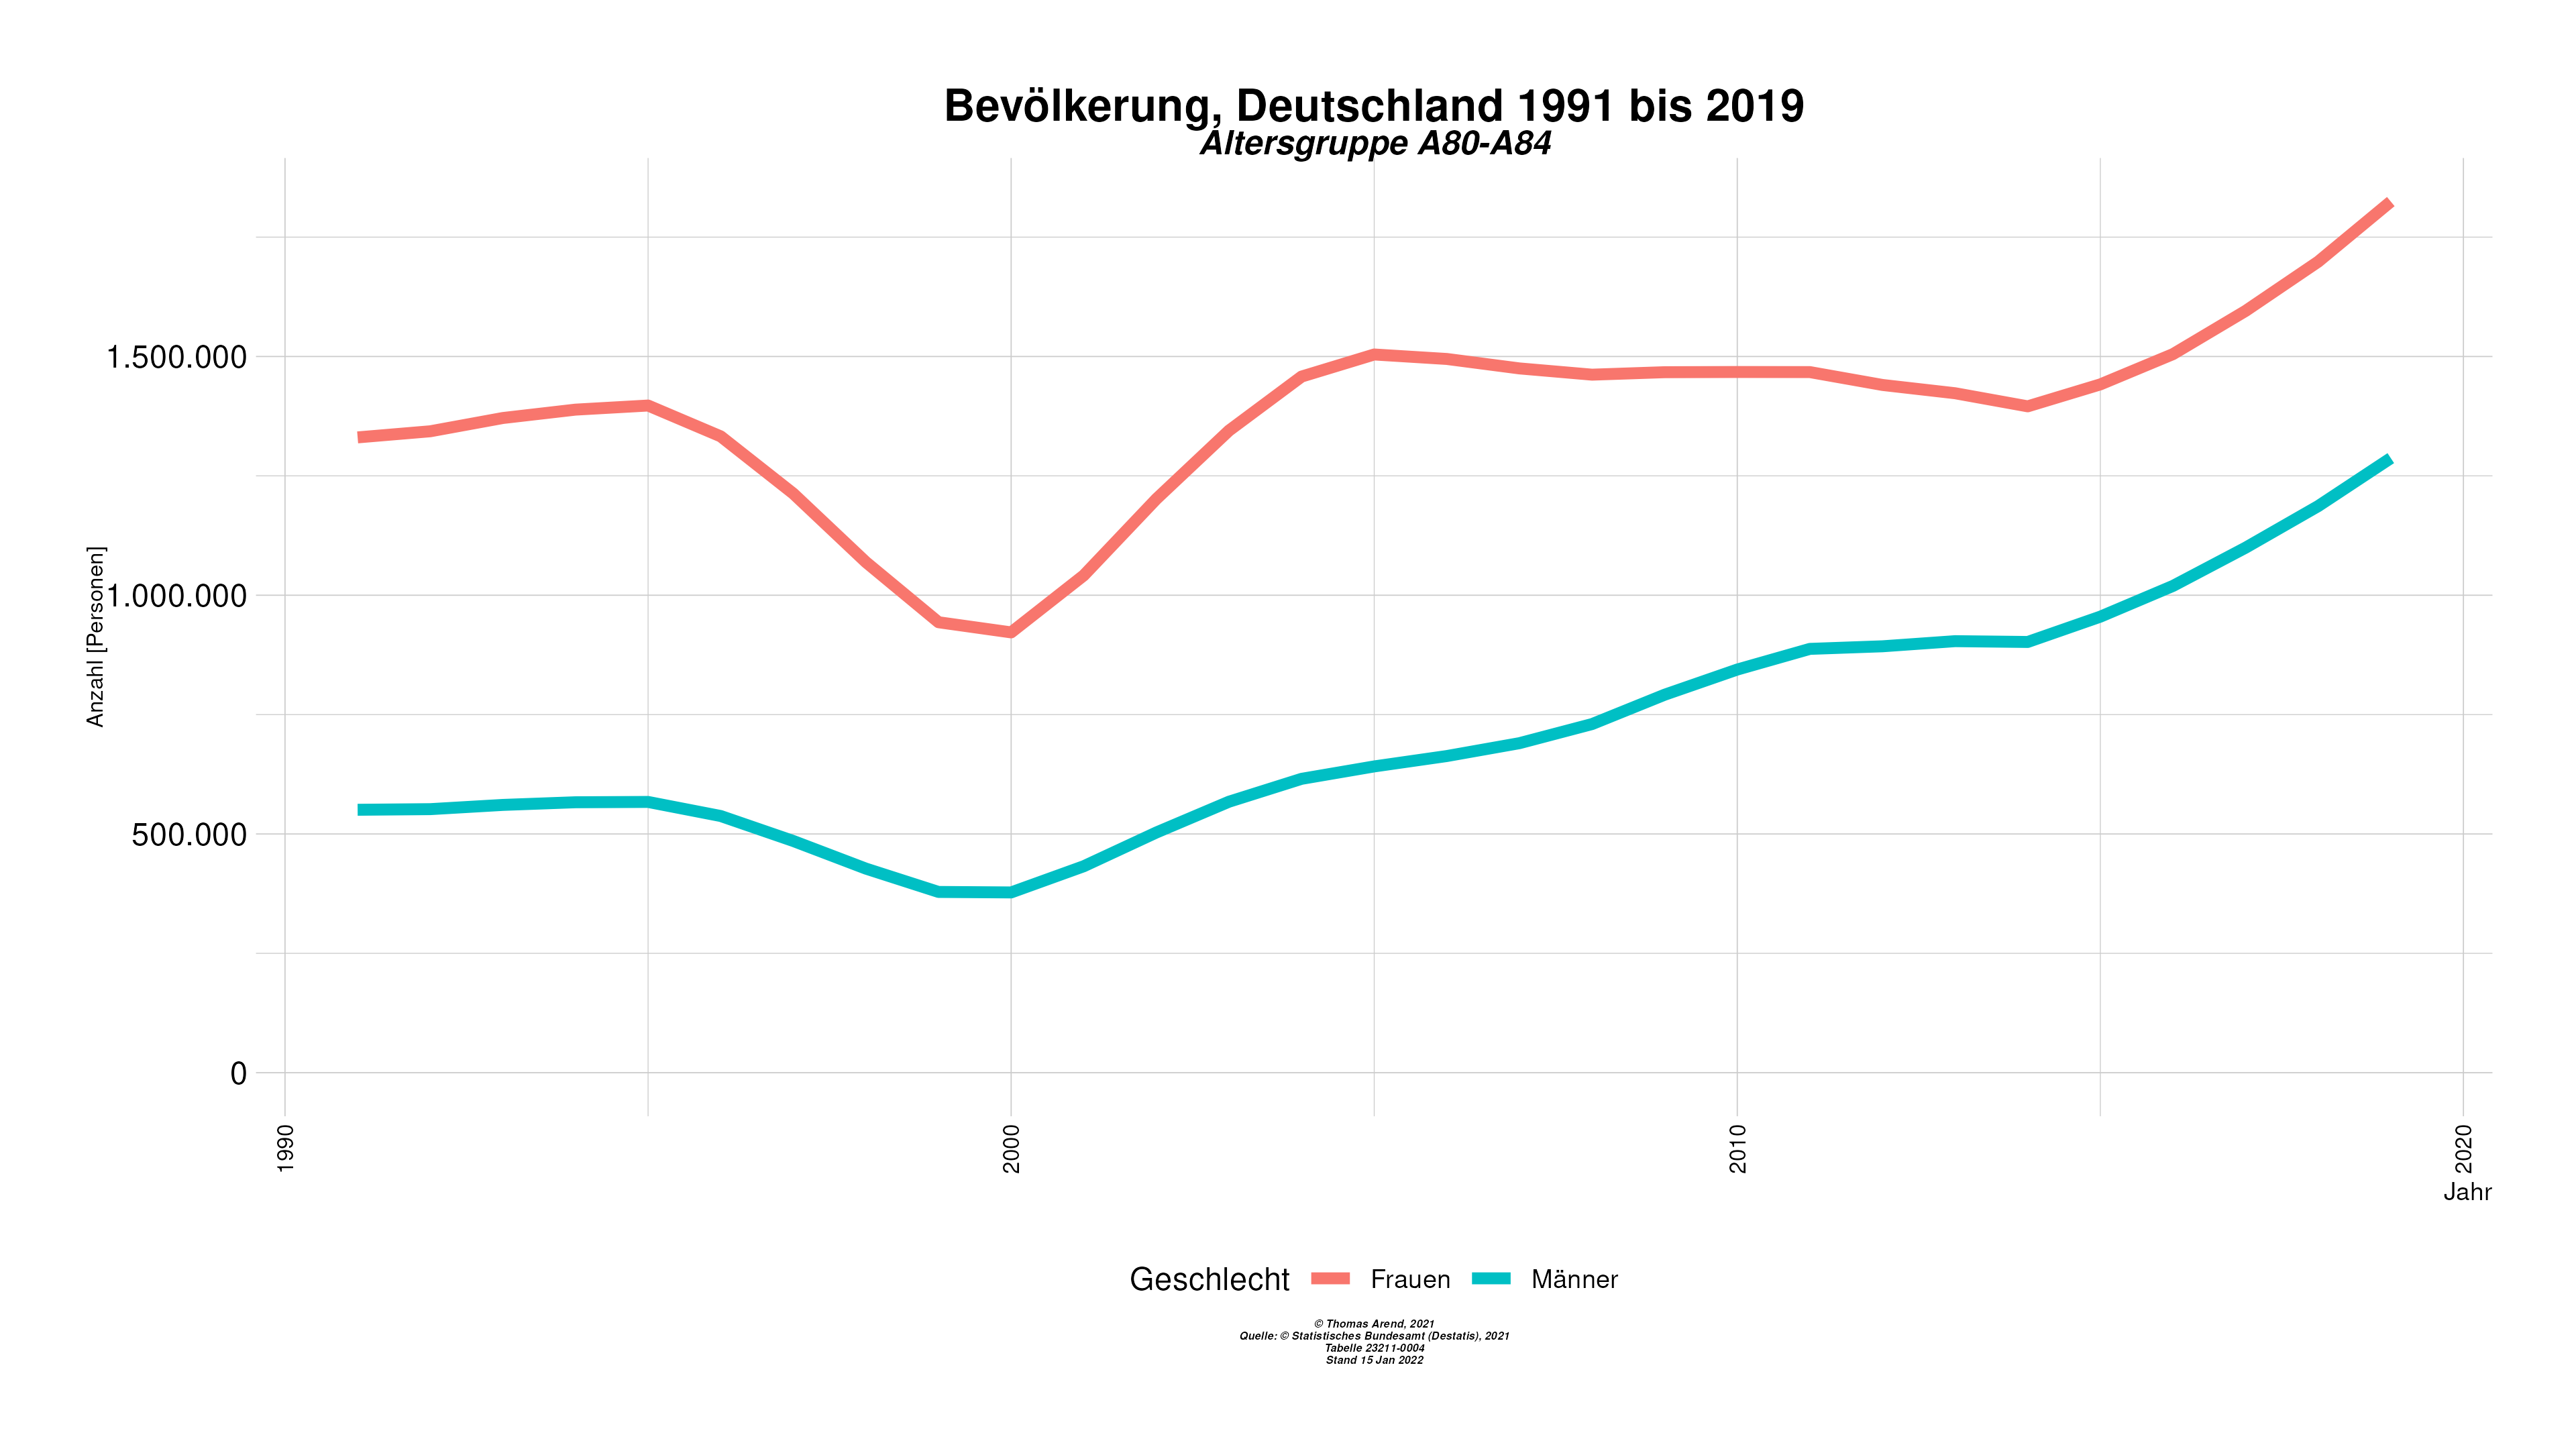 Bevölkerung, Deutschland 1991 bis 2019
Altersgruppe A80-A84
Anzahl [Personen]
1.500.000
1.000.000
500.000
0
1990
2000
2010
2020
Jahr
Geschlecht Frauen Männer
© Thomas Arend, 2021
Quelle: © Statistisches Bundesamt (Destatis), 2021
Tabelle 23211-0004
Stand 15 Jan 2022